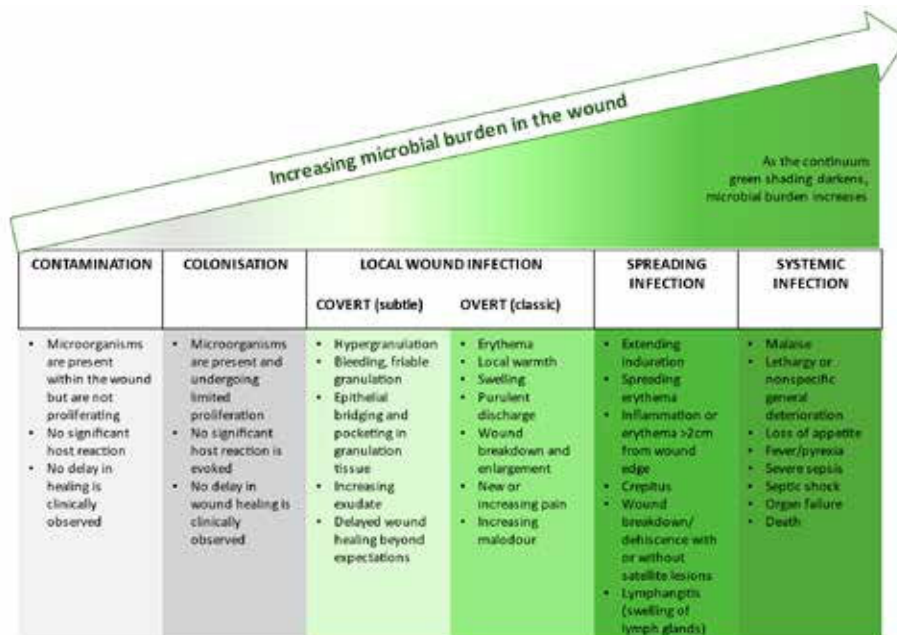 Increasing microbial burden in the wound
As the continuum
green shading darkens,
microbial burden increases
CONTAMINATION
COLONISATION
LOCAL WOUND INFECTION
COVERT (subtle)
OVERT (classic)
SPREADING
INFECTION
SYSTEMIC
INFECTION
• Microorganisms
are present
within the wound
but are not
proliferating
• No significant
host reaction
• No delay in
healing is
clinically
observed
• Microorganisms
are present and
undergoing
limited
proliferation
• No significant
host reaction is
evoked
• No delay in
wound healing is
clinically
observed
• Hypergranulation
• Bleeding, friable
granulation
• Epithelial
bridging and
pocketing in
granulation
tissue
• Increasing
exudate
• Delayed wound
healing beyond
expectations
• Erythema
• Local warmth
• Swelling
• Purulent
discharge
• Wound
breakdown and
enlargement
• New or
increasing pain
• Increasing
malodour
• Extending
induration
• Spreading
erythema
• Inflammation or
erythema >2cm
from wound
edge
• Crepitus
• Wound
breakdown/
dehiscence with
or without
satellite lesions
• Lymphangitis
(swelling of
lymph glands)
• Malaise
• Lethargy or
nonspecific
general
deterioration
• Loss of appetite
• Fever/pyrexia
• Severe sepsis
• Septic shock
• Organ failure
• Death